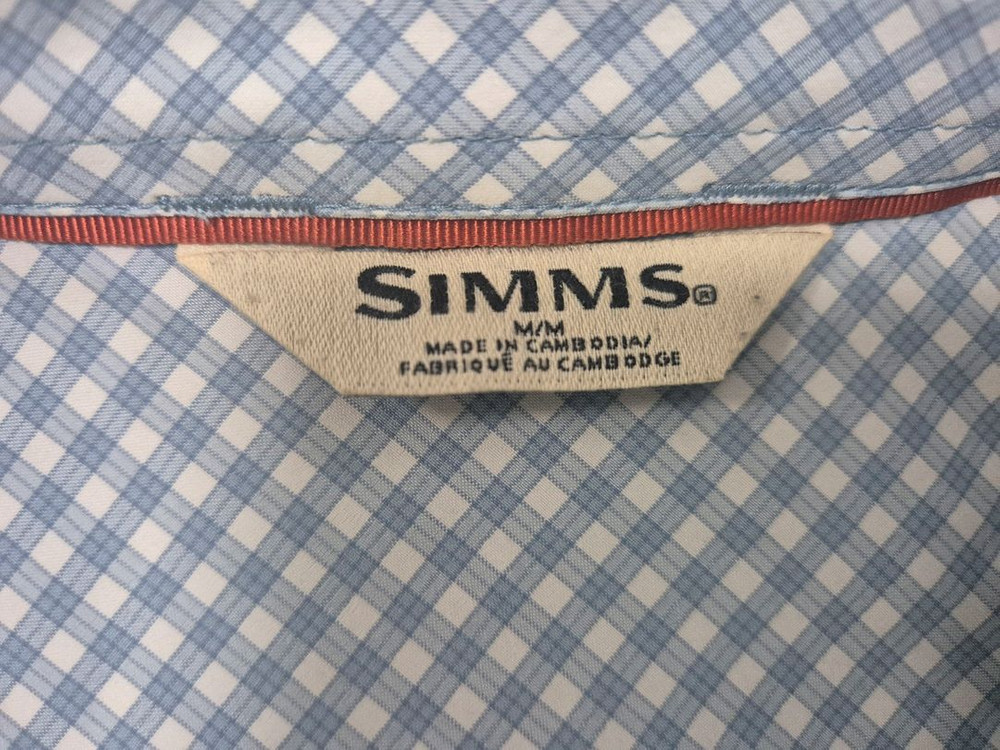 SIMMS®
M/M
MADE IN CAMBODIA/
FABRIQUÉ AU CAMBODGE